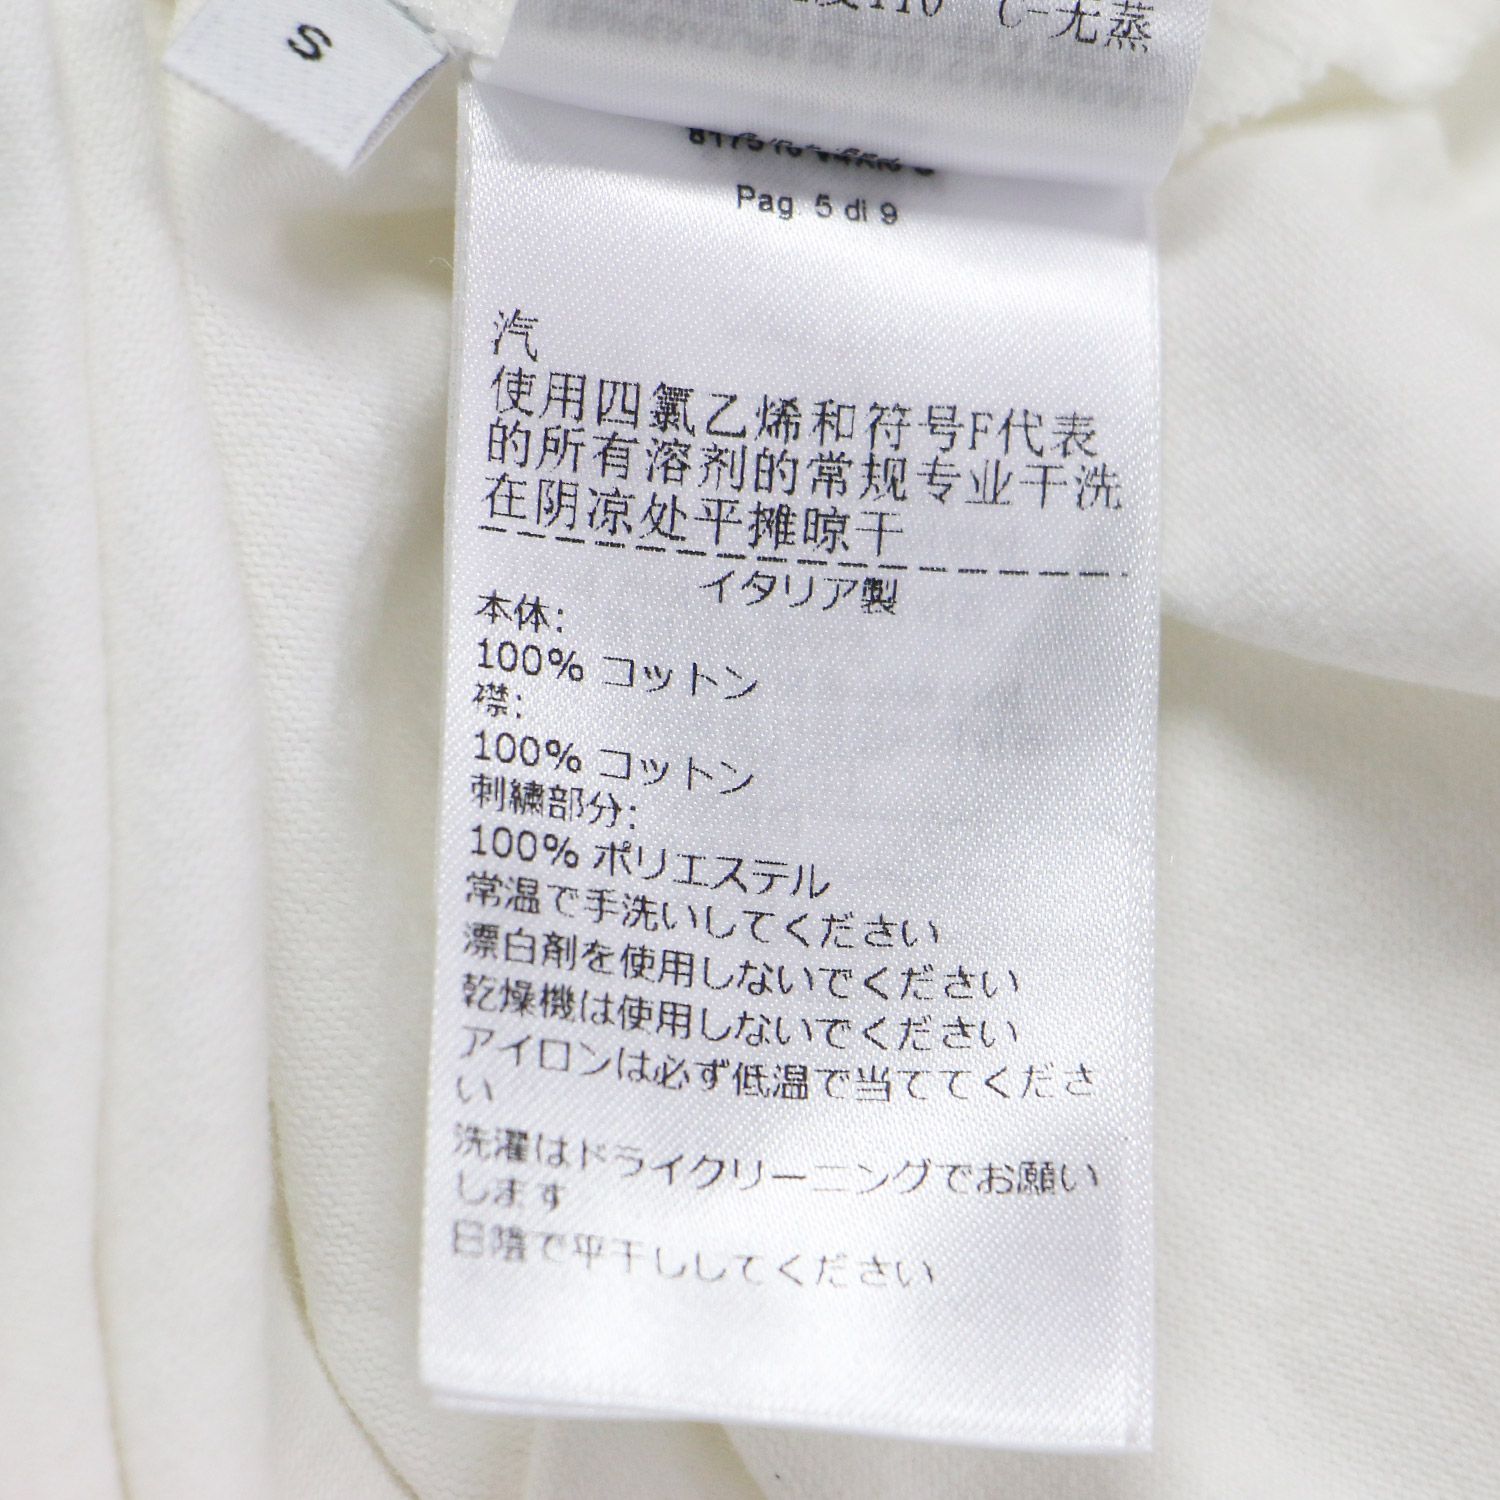 S
110°C-无蒸
Pag. 5 di 9
汽
使用四氯乙烯和符号F代表
的所有溶剂的常规专业干洗
在阴凉处平摊晾干
イタリア製
本体:
100% コットン
襟:
100% コットン
刺繍部分:
100% ポリエステル
常温で手洗いしてください
漂白剤を使用しないでください
乾燥機は使用しないでください
アイロンは必ず低温で当ててくださ
い
洗濯はドライクリーニングでお願い
します
日陰で平干ししてください